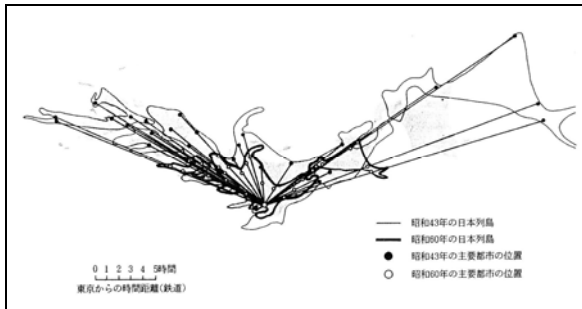 昭和43年の日本列島
昭和60年の日本列島
昭和43年の主要都市の位置
昭和60年の主要都市の位置
0 1 2 3 4 5時間
東京からの時間距離(鉄道)